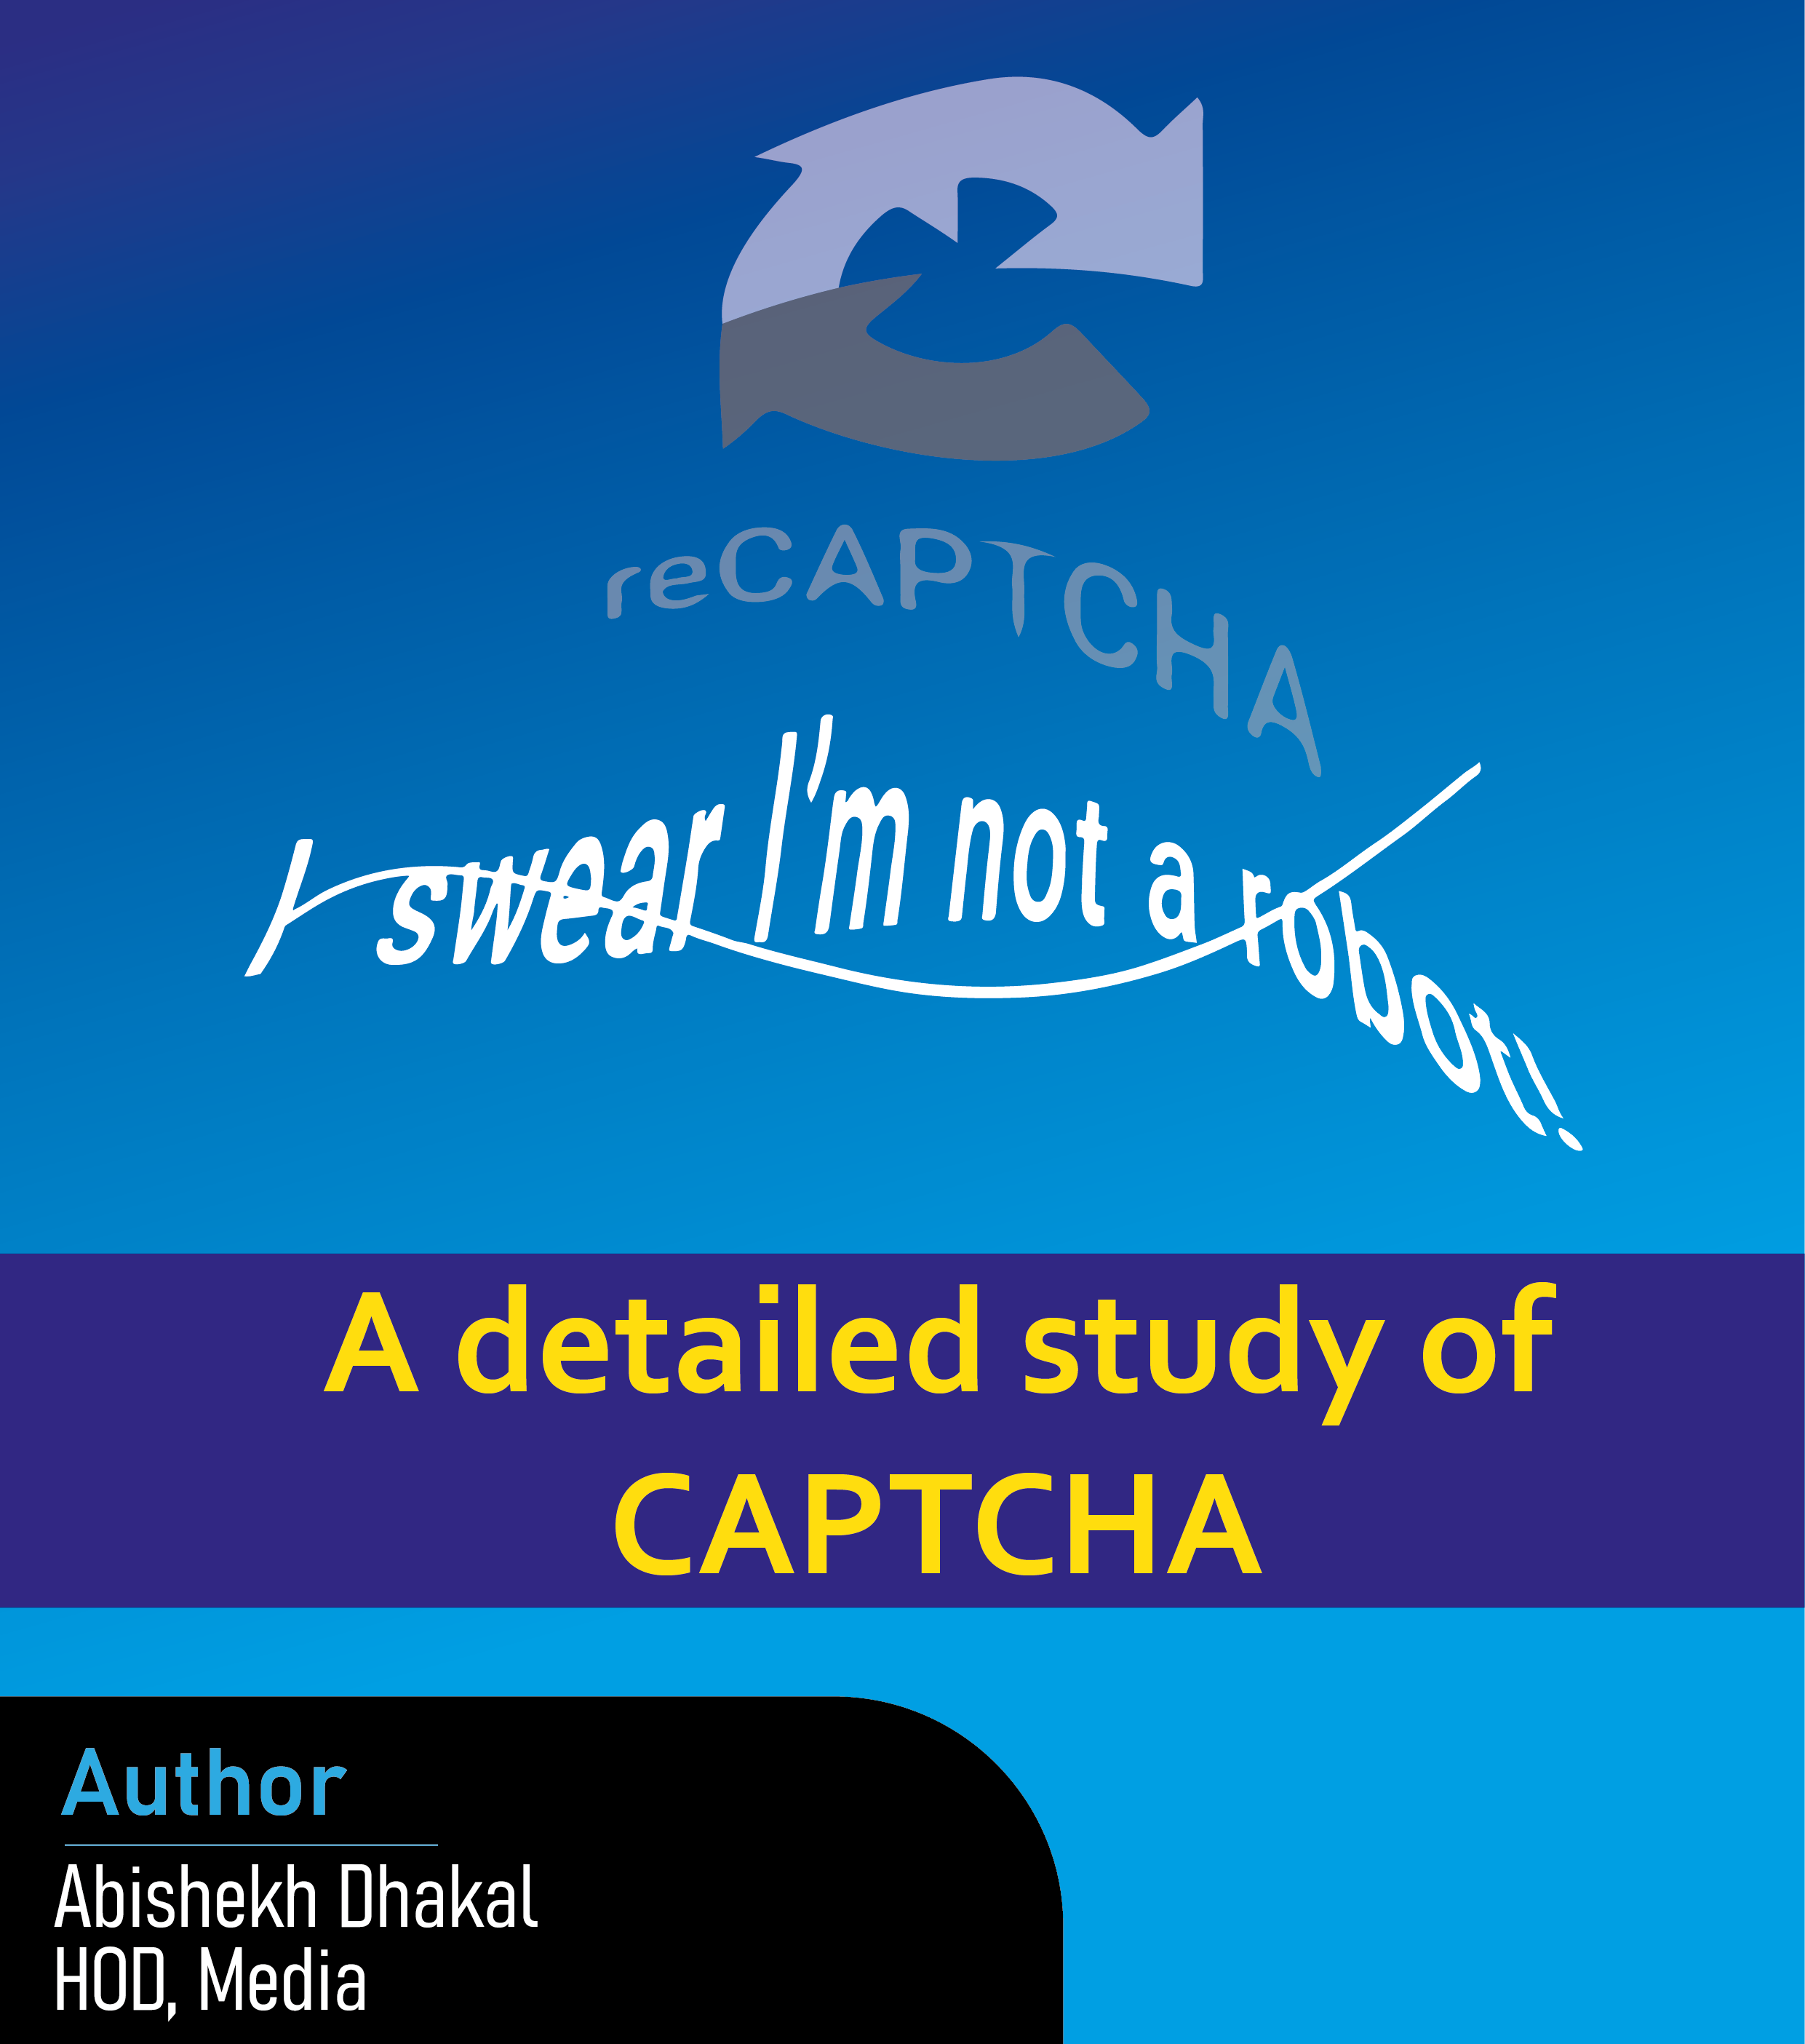 reCAPTCHA
I swear I'm not a robot!
A detailed study of
CAPTCHA
Author
Abishekh Dhakal
HOD, Media